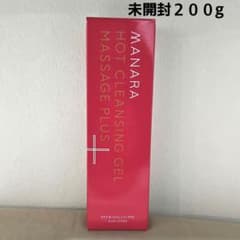 未開封２００g
MANARA
HOT CLEANSING GEL
MASSAGE PLUS
+